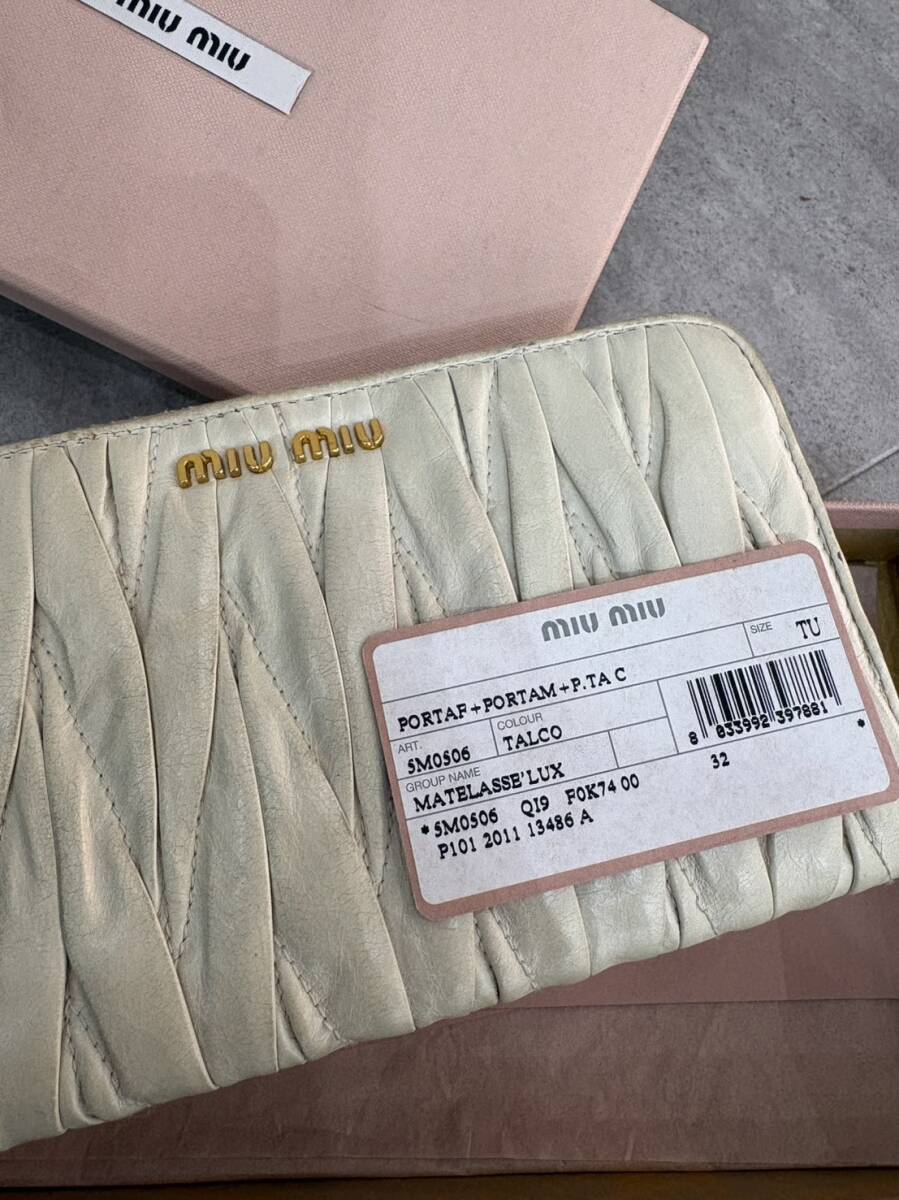 miu miu
miu miu
miu miu
SIZE TU
PORTAF+PORTAM+P.TA C
ART. COLOUR
5M0506 TALCO
8 033992 397881
GROUP NAME
MATELASSE'LUX
32 *
* 5M0506 QI9 F0K74 00
P101 2011 13486 A